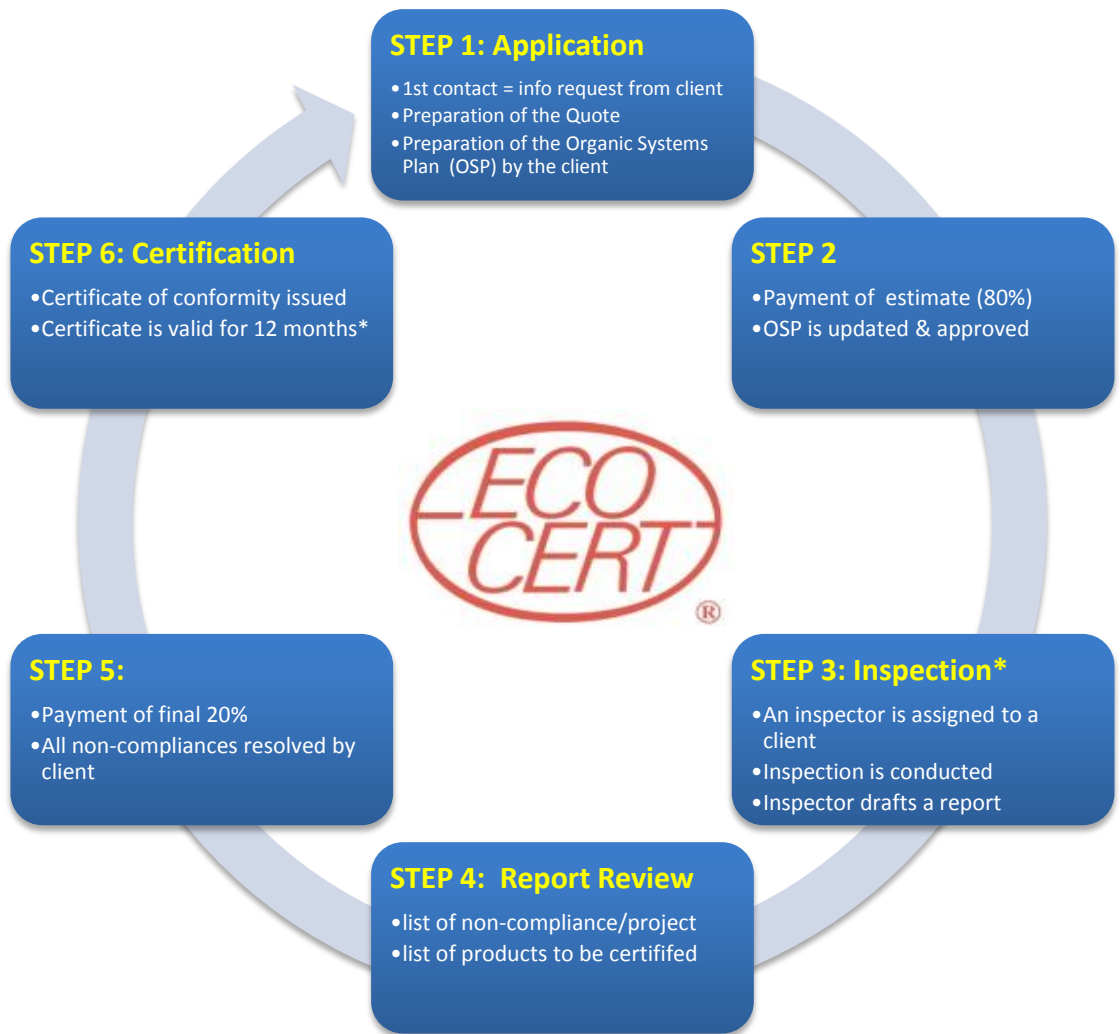 STEP 1: Application
•1st contact = info request from client
•Preparation of the Quote
•Preparation of the Organic Systems
Plan (OSP) by the client
STEP 2
•Payment of estimate (80%)
•OSP is updated & approved
STEP 3: Inspection*
•An inspector is assigned to a
client
•Inspection is conducted
•Inspector drafts a report
STEP 4: Report Review
•list of non-compliance/project
•list of products to be certififed
STEP 5:
•Payment of final 20%
•All non-compliances resolved by
client
STEP 6: Certification
•Certificate of conformity issued
•Certificate is valid for 12 months*
ECO
CERT
®